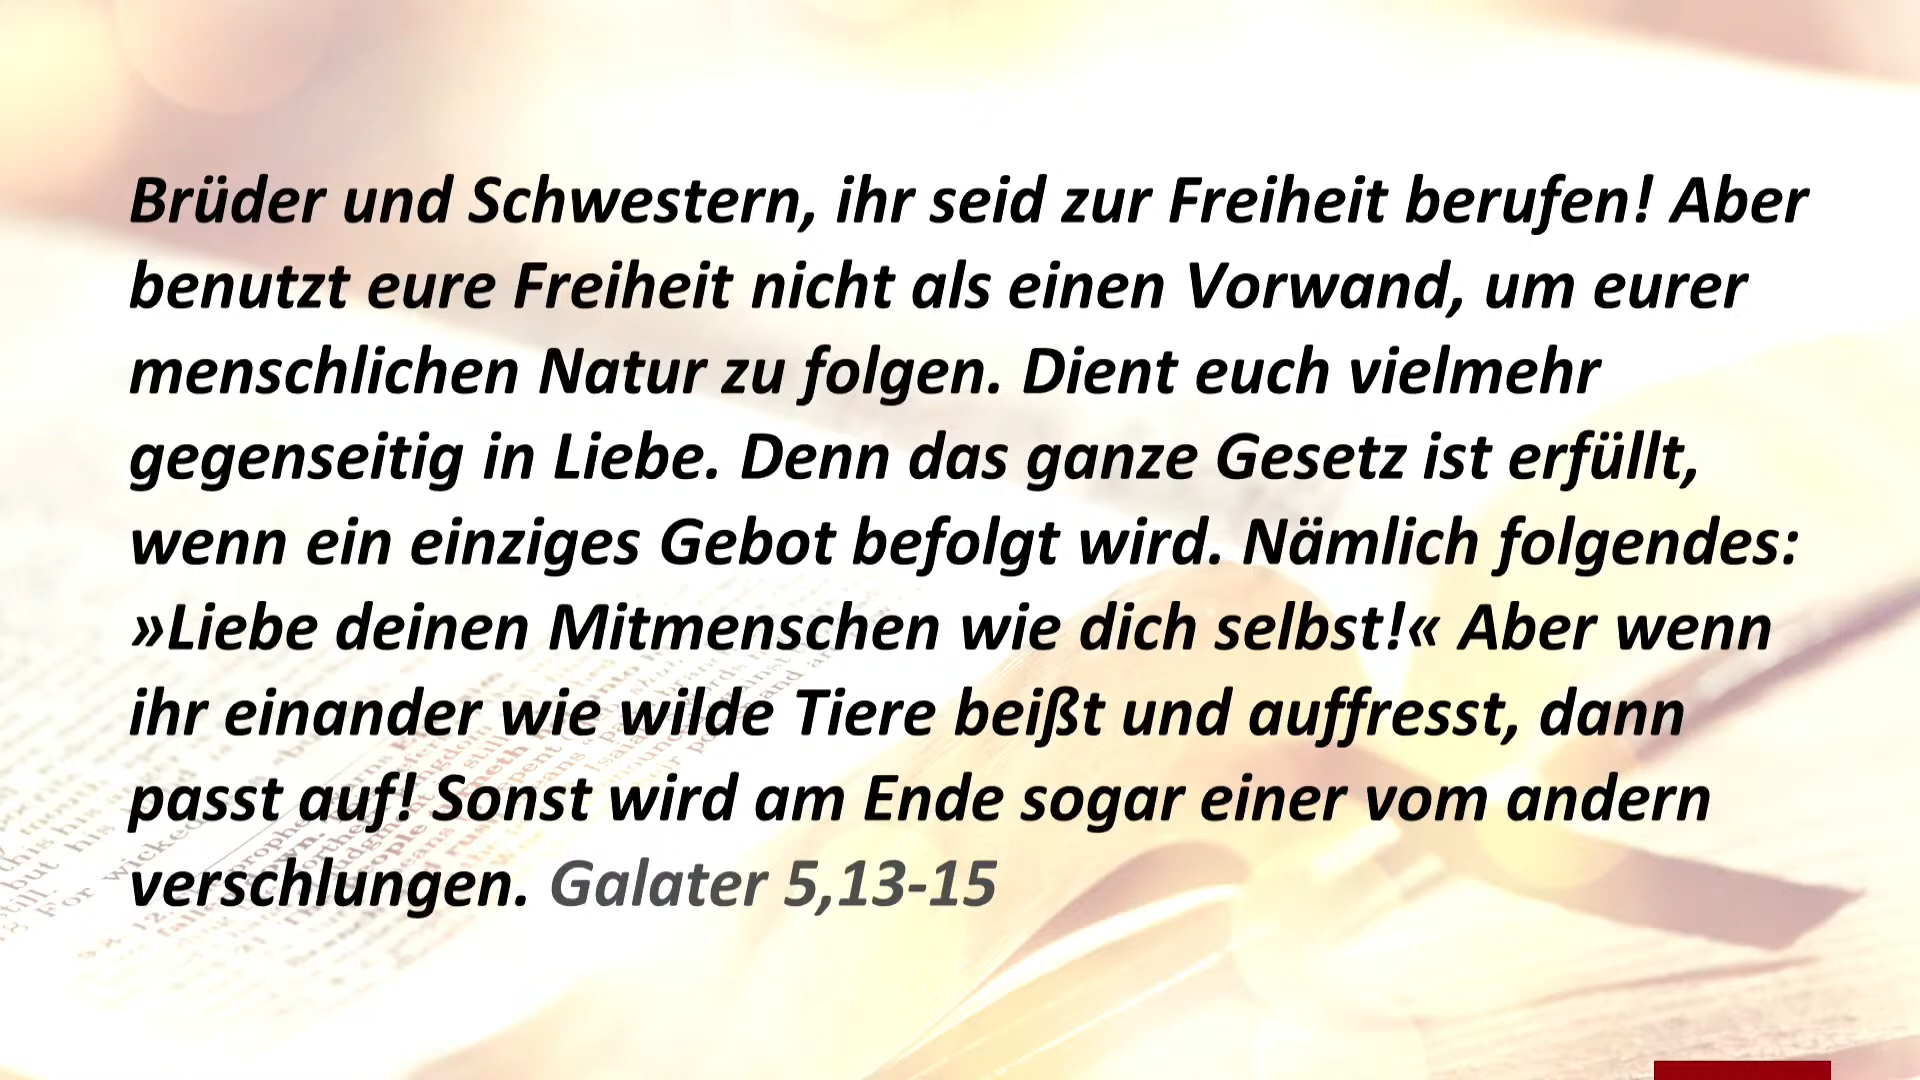 Brüder und Schwestern, ihr seid zur Freiheit berufen! Aber
benutzt eure Freiheit nicht als einen Vorwand, um eurer
menschlichen Natur zu folgen. Dient euch vielmehr
gegenseitig in Liebe. Denn das ganze Gesetz ist erfüllt,
wenn ein einziges Gebot befolgt wird. Nämlich folgendes:
»Liebe deinen Mitmenschen wie dich selbst!« Aber wenn
ihr einander wie wilde Tiere beißt und auffresst, dann
passt auf! Sonst wird am Ende sogar einer vom andern
verschlungen. Galater 5,13-15